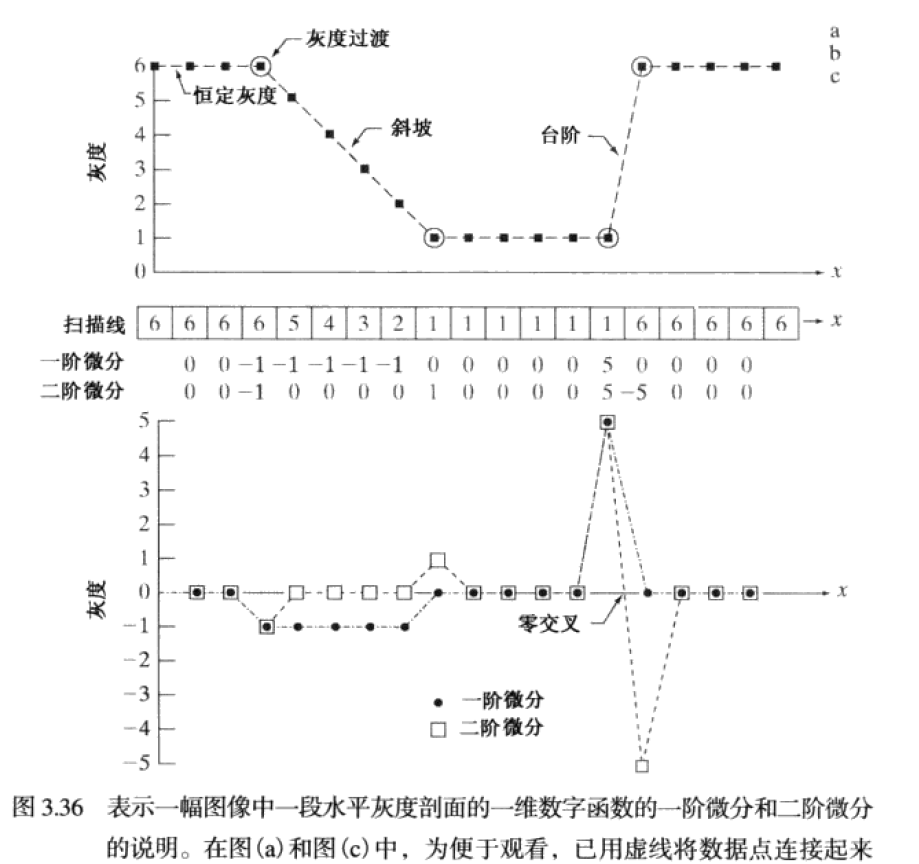 灰度过渡
a
b
c
恒定灰度
斜坡
台阶
灰度
6
5
4
3
2
1
0
x
扫描线 6 6 6 6 5 4 3 2 1 1 1 1 1 1 6 6 6 6 6 x
一阶微分 0 0 −1 −1 −1 −1 −1 0 0 0 0 0 5 0 0 0 0
二阶微分 0 0 −1 0 0 0 0 1 0 0 0 0 5 −5 0 0 0
5
4
3
2
1
0
−1
−2
−3
−4
−5
灰度
x
零交叉
一阶微分
二阶微分
图 3.36 表示一幅图像中一段水平灰度剖面的一维数字函数的一阶微分和二阶微分
的说明。在图(a)和图(c)中，为便于观看，已用虚线将数据点连接起来